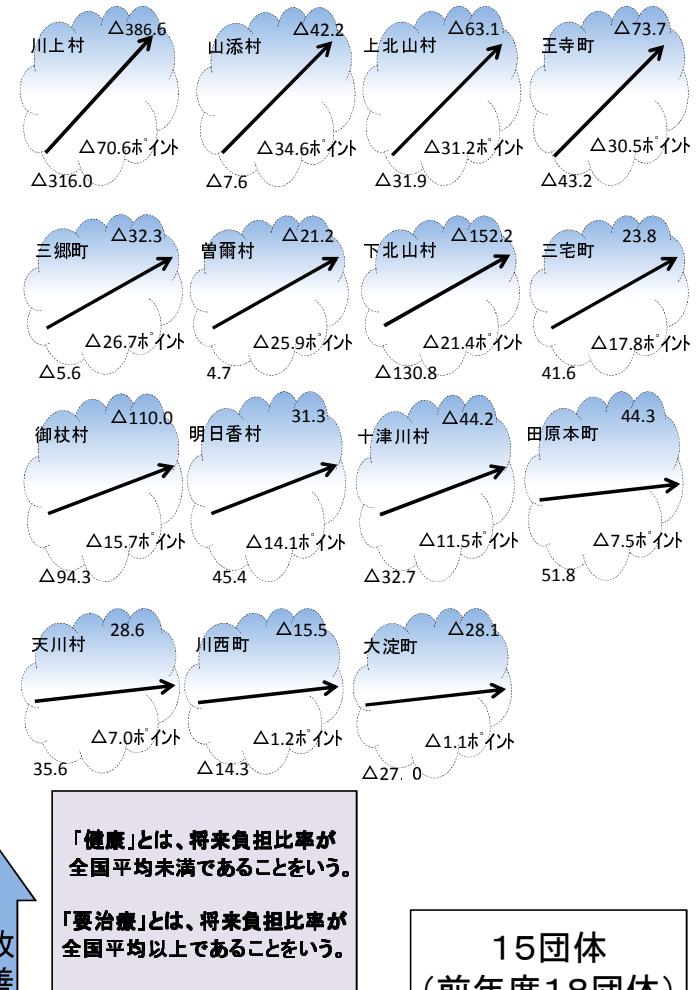 川上村 △386.6
△70.6ポイント
△316.0
山添村 △42.2
△34.6ポイント
△7.6
上北山村 △63.1
△31.2ポイント
△31.9
王寺町 △73.7
△30.5ポイント
△43.2
三郷町 △32.3
△26.7ポイント
△5.6
曽爾村 △21.2
△25.9ポイント
4.7
下北山村 △152.2
△21.4ポイント
△130.8
三宅町 23.8
△17.8ポイント
41.6
御杖村 △110.0
△15.7ポイント
△94.3
明日香村 31.3
△14.1ポイント
45.4
十津川村 △44.2
△11.5ポイント
△32.7
田原本町 44.3
△7.5ポイント
51.8
天川村 28.6
△7.0ポイント
35.6
川西町 △15.5
△1.2ポイント
△14.3
大淀町 △28.1
△1.1ポイント
△27.0
「健康」とは、将来負担比率が
全国平均未満であることをいう。
「要治療」とは、将来負担比率が
全国平均以上であることをいう。
改
善
15団体
(前年度18団体)